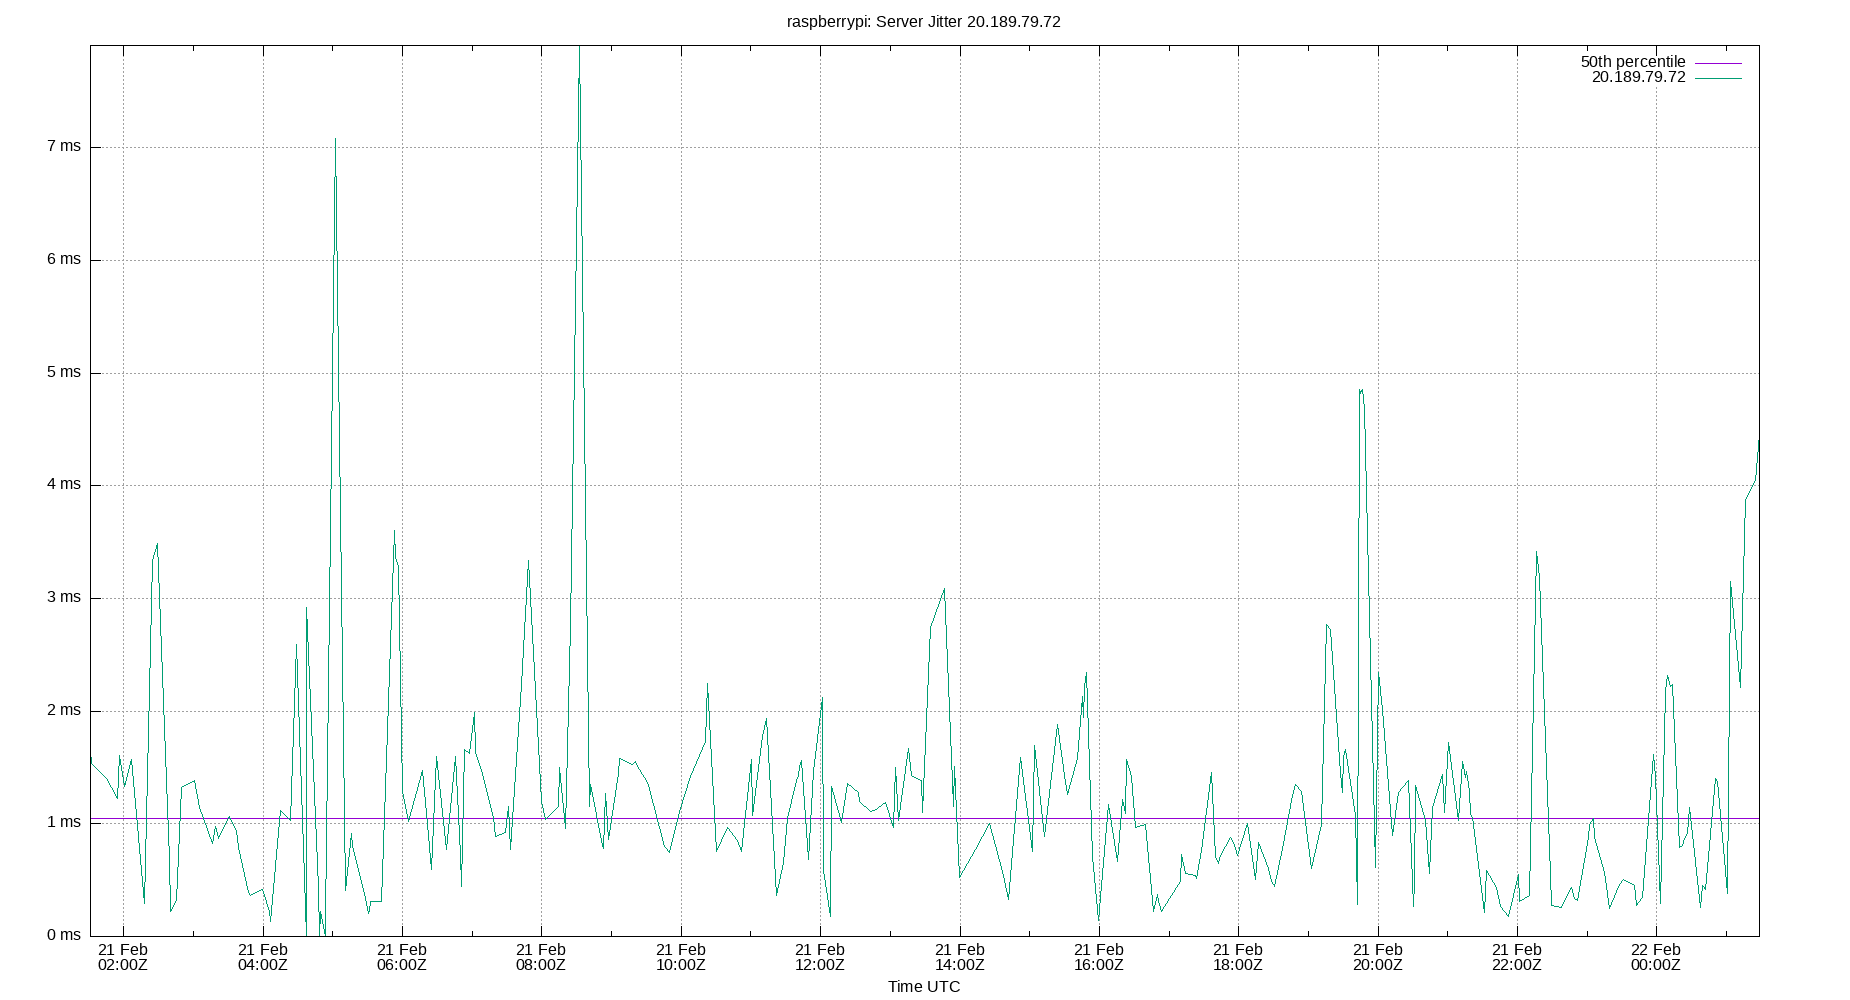 raspberrypi: Server Jitter 20.189.79.72
50th percentile
20.189.79.72
7 ms
6 ms
5 ms
4 ms
3 ms
2 ms
1 ms
0 ms
21 Feb 21 Feb 21 Feb 21 Feb 21 Feb 21 Feb 21 Feb 21 Feb 21 Feb 21 Feb 21 Feb 22 Feb
02:00Z 04:00Z 06:00Z 08:00Z 10:00Z 12:00Z 14:00Z 16:00Z 18:00Z 20:00Z 22:00Z 00:00Z
Time UTC